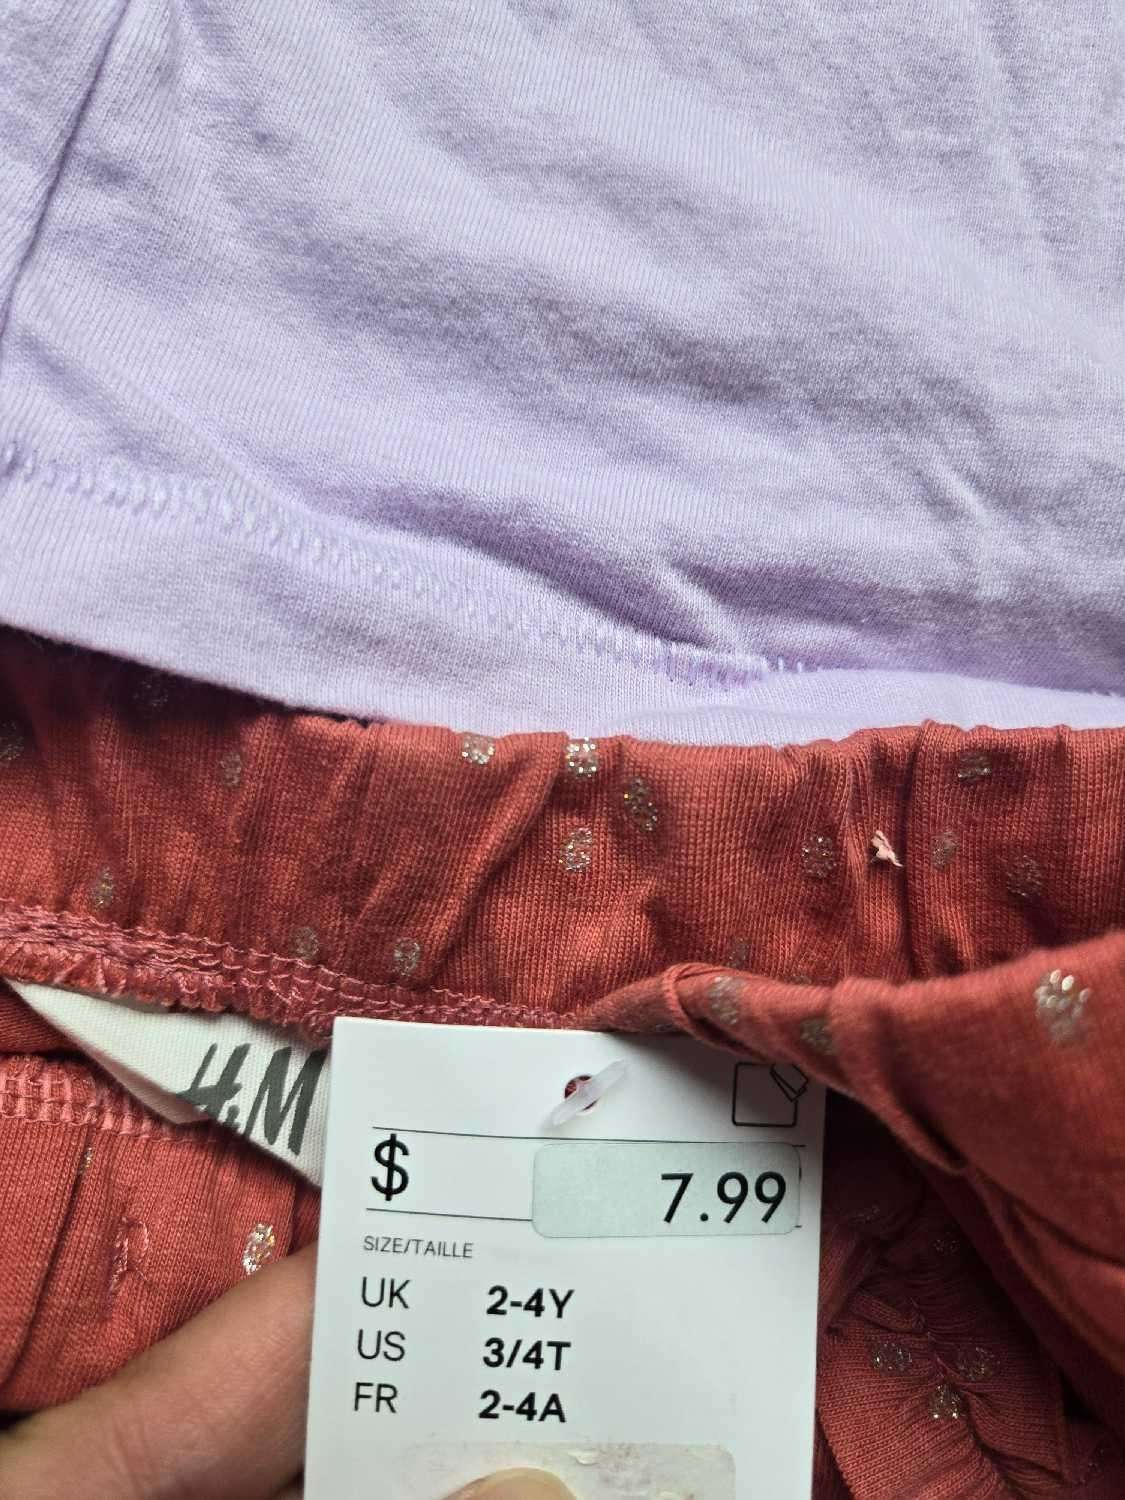 H&M
$ 7.99
SIZE/TAILLE
UK 2-4Y
US 3/4T
FR 2-4A